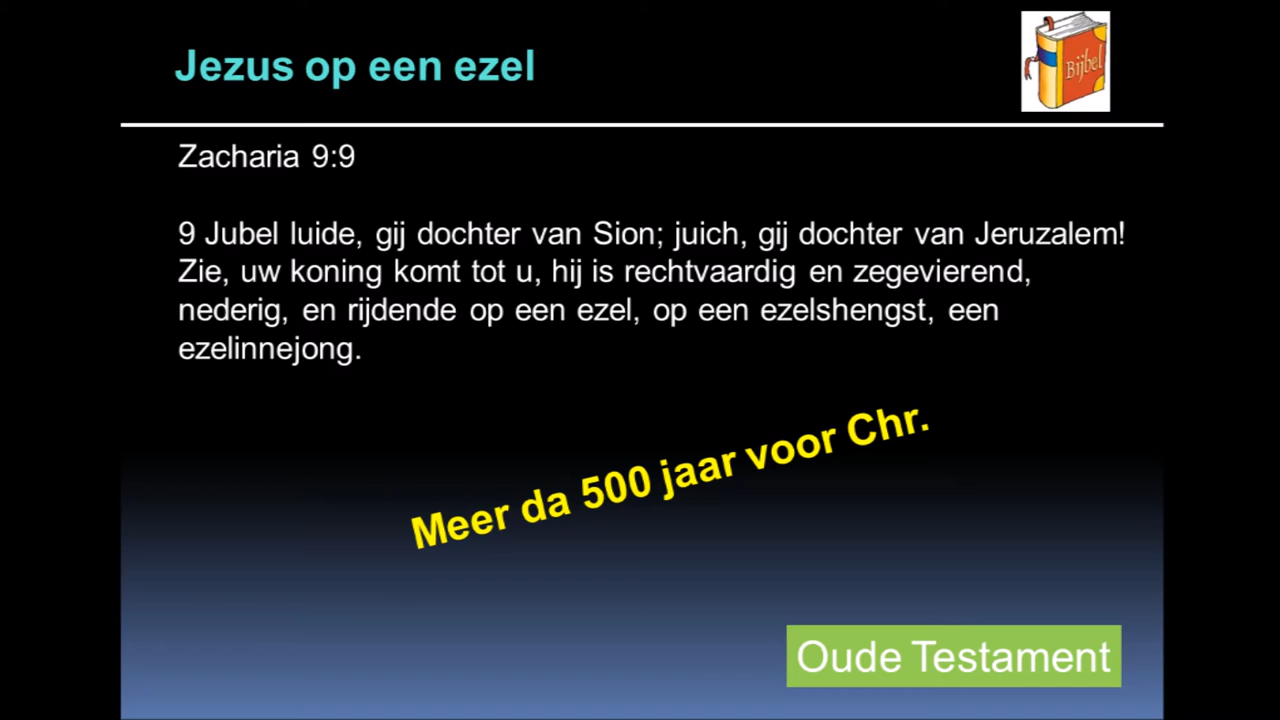 Jezus op een ezel
Bijbel
Zacharia 9:9
9 Jubel luide, gij dochter van Sion; juich, gij dochter van Jeruzalem!
Zie, uw koning komt tot u, hij is rechtvaardig en zegevierend,
nederig, en rijdende op een ezel, op een ezelshengst, een
ezelinnejong.
Meer da 500 jaar voor Chr.
Oude Testament